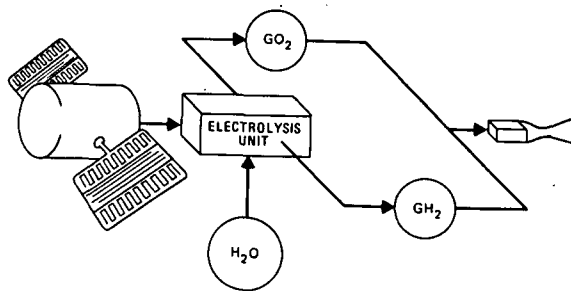 GO₂
ELECTROLYSIS
UNIT
GH₂
H₂O